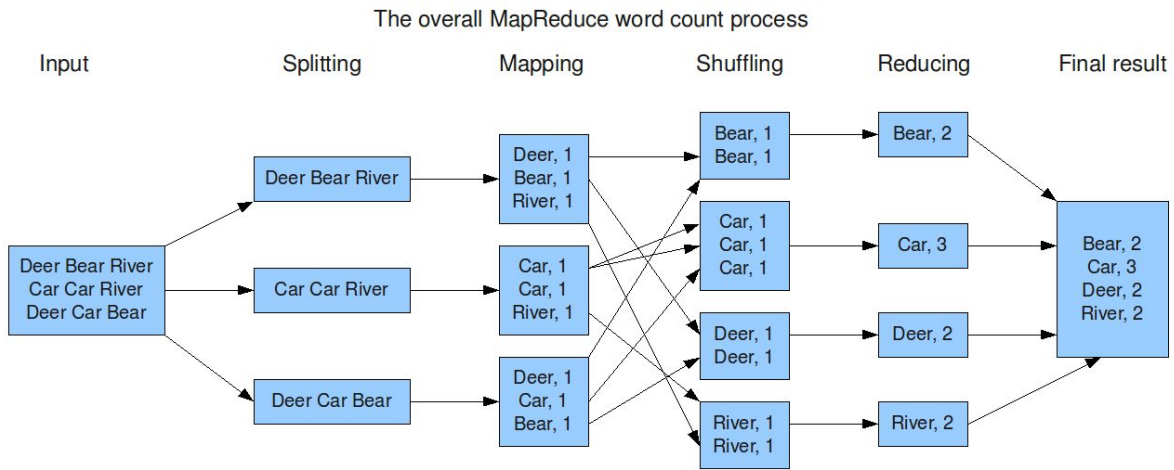 The overall MapReduce word count process
Input
Splitting
Mapping
Shuffling
Reducing
Final result
Deer Bear River
Car Car River
Deer Car Bear
Deer Bear River
Car Car River
Deer Car Bear
Deer, 1
Bear, 1
River, 1
Car, 1
Car, 1
River, 1
Deer, 1
Car, 1
Bear, 1
Bear, 1
Bear, 1
Car, 1
Car, 1
Car, 1
Deer, 1
Deer, 1
River, 1
River, 1
Bear, 2
Car, 3
Deer, 2
River, 2
Bear, 2
Car, 3
Deer, 2
River, 2